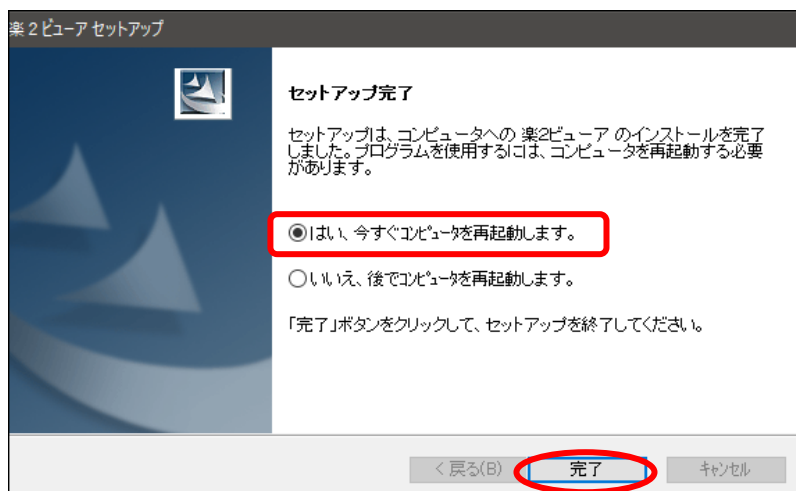 楽2ビューア セットアップ
セットアップ完了
セットアップは、コンピュータへの 楽2ビューア のインストールを完了
しました。プログラムを使用するには、コンピュータを再起動する必要
があります。
はい、今すぐコンピュータを再起動します。
いいえ、後でコンピュータを再起動します。
「完了」ボタンをクリックして、セットアップを終了してください。
< 戻る(B)
完了
キャンセル